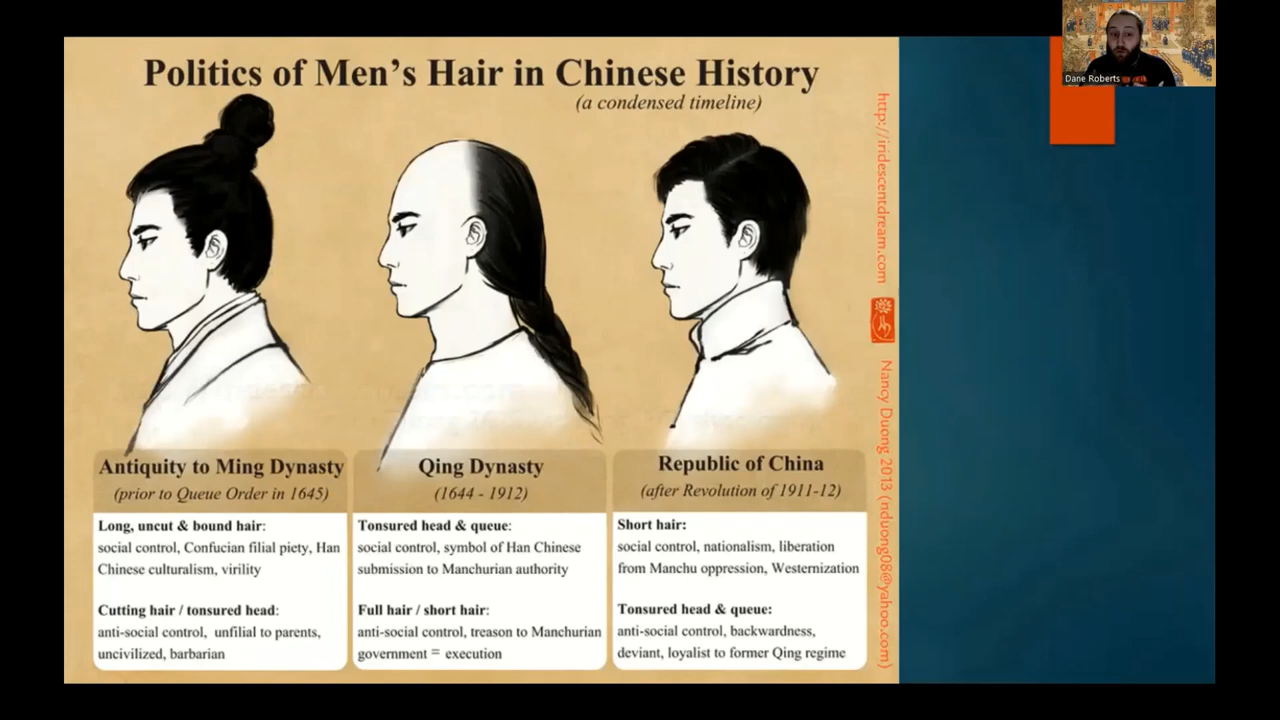 Politics of Men's Hair in Chinese History
(a condensed timeline)
Antiquity to Ming Dynasty
(prior to Queue Order in 1645)
Long, uncut & bound hair:
social control, Confucian filial piety, Han
Chinese culturalism, virility
Cutting hair / tonsured head:
anti-social control, unfilial to parents,
uncivilized, barbarian
Qing Dynasty
(1644 - 1912)
Tonsured head & queue:
social control, symbol of Han Chinese
submission to Manchurian authority
Full hair / short hair:
anti-social control, treason to Manchurian
government = execution
Republic of China
(after Revolution of 1911-12)
Short hair:
social control, nationalism, liberation
from Manchu oppression, Westernization
Tonsured head & queue:
anti-social control, backwardness,
deviant, loyalist to former Qing regime
http://iridescentdream.com
Nancy Duong 2013 (nduong08@yahoo.com)
Dane Roberts